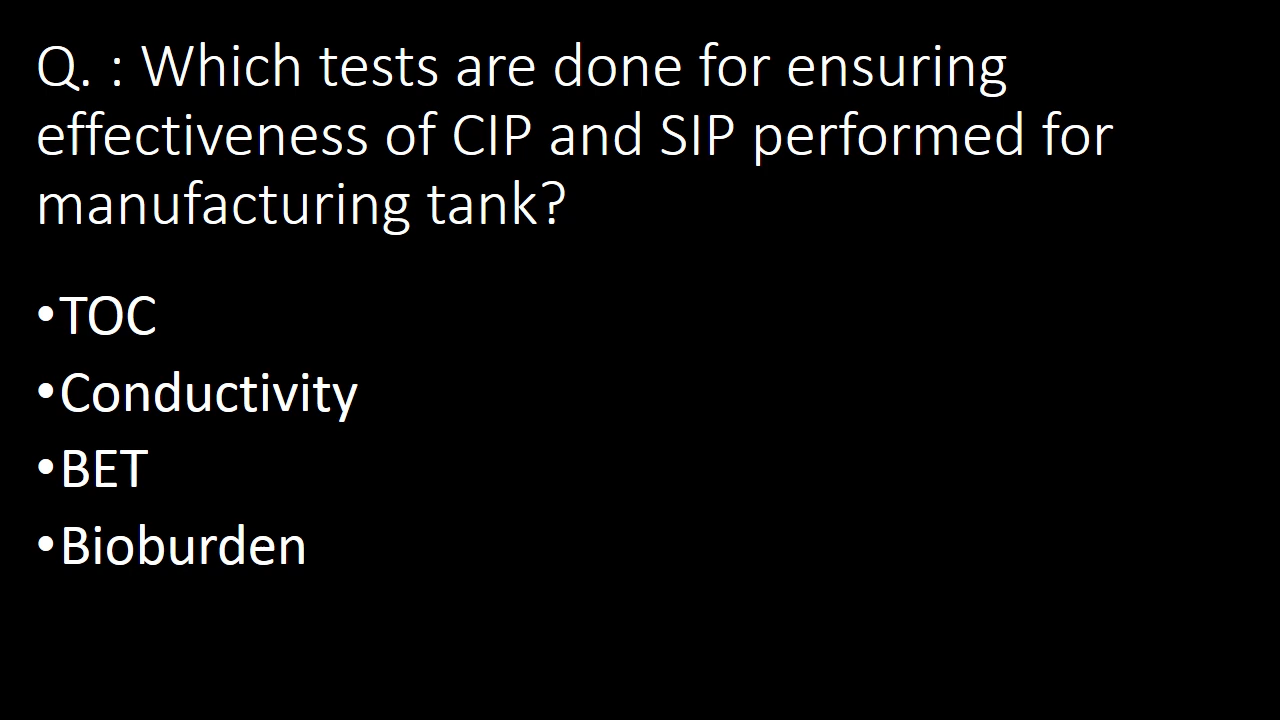 Q. : Which tests are done for ensuring
effectiveness of CIP and SIP performed for
manufacturing tank?
•TOC
•Conductivity
•BET
•Bioburden